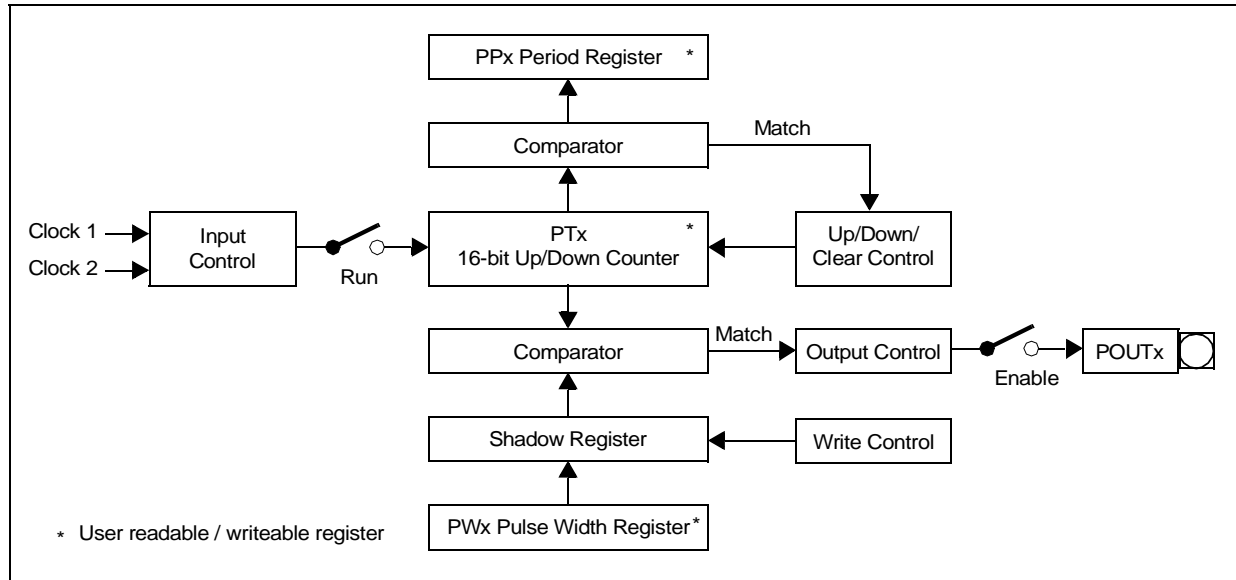 PPx Period Register *
Comparator
Match
Clock 1
Clock 2
Input
Control
Run
PTx *
16-bit Up/Down Counter
Up/Down/
Clear Control
Comparator
Match
Output Control
Enable
POUTx
Shadow Register
Write Control
PWx Pulse Width Register *
* User readable / writeable register